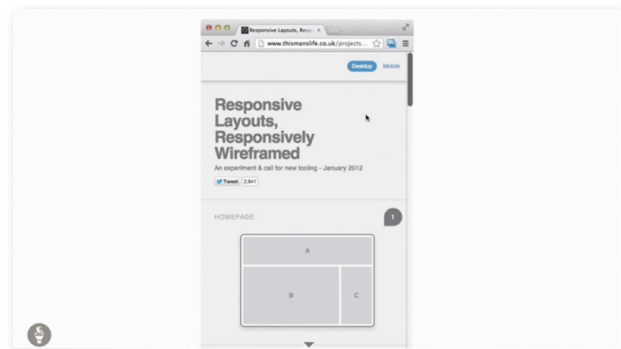 Responsive Layouts, Resp
www.thismanslife.co.uk/projects...
Desktop Mobile
Responsive
Layouts,
Responsively
Wireframed
An experiment & call for new tooling - January 2012
Tweet 2,841
HOMEPAGE 1
A
B C